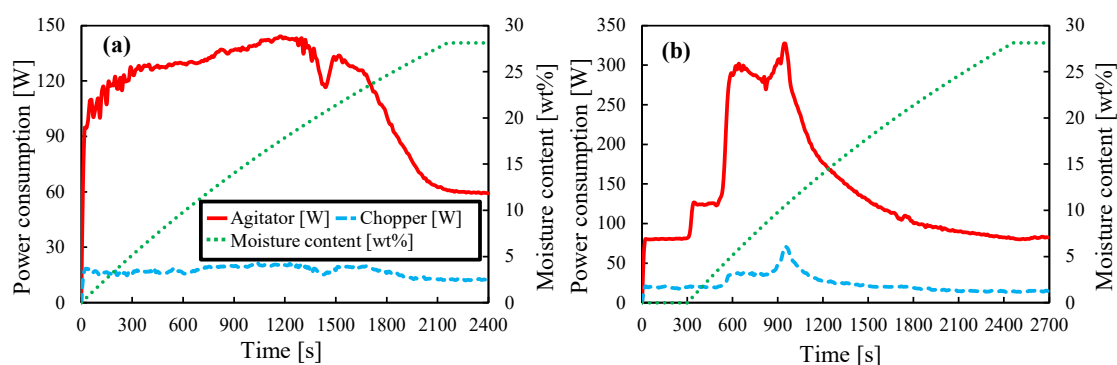 (a)
Power consumption [W]
150
120
90
60
30
0
30
25
20
15
10
5
0
Moisture content [wt%]
Agitator [W] Chopper [W]
Moisture content [wt%]
0 300 600 900 1200 1500 1800 2100 2400
Time [s]
(b)
Power consumption [W]
350
300
250
200
150
100
50
0
30
25
20
15
10
5
0
Moisture content [wt%]
0 300 600 900 1200 1500 1800 2100 2400 2700
Time [s]